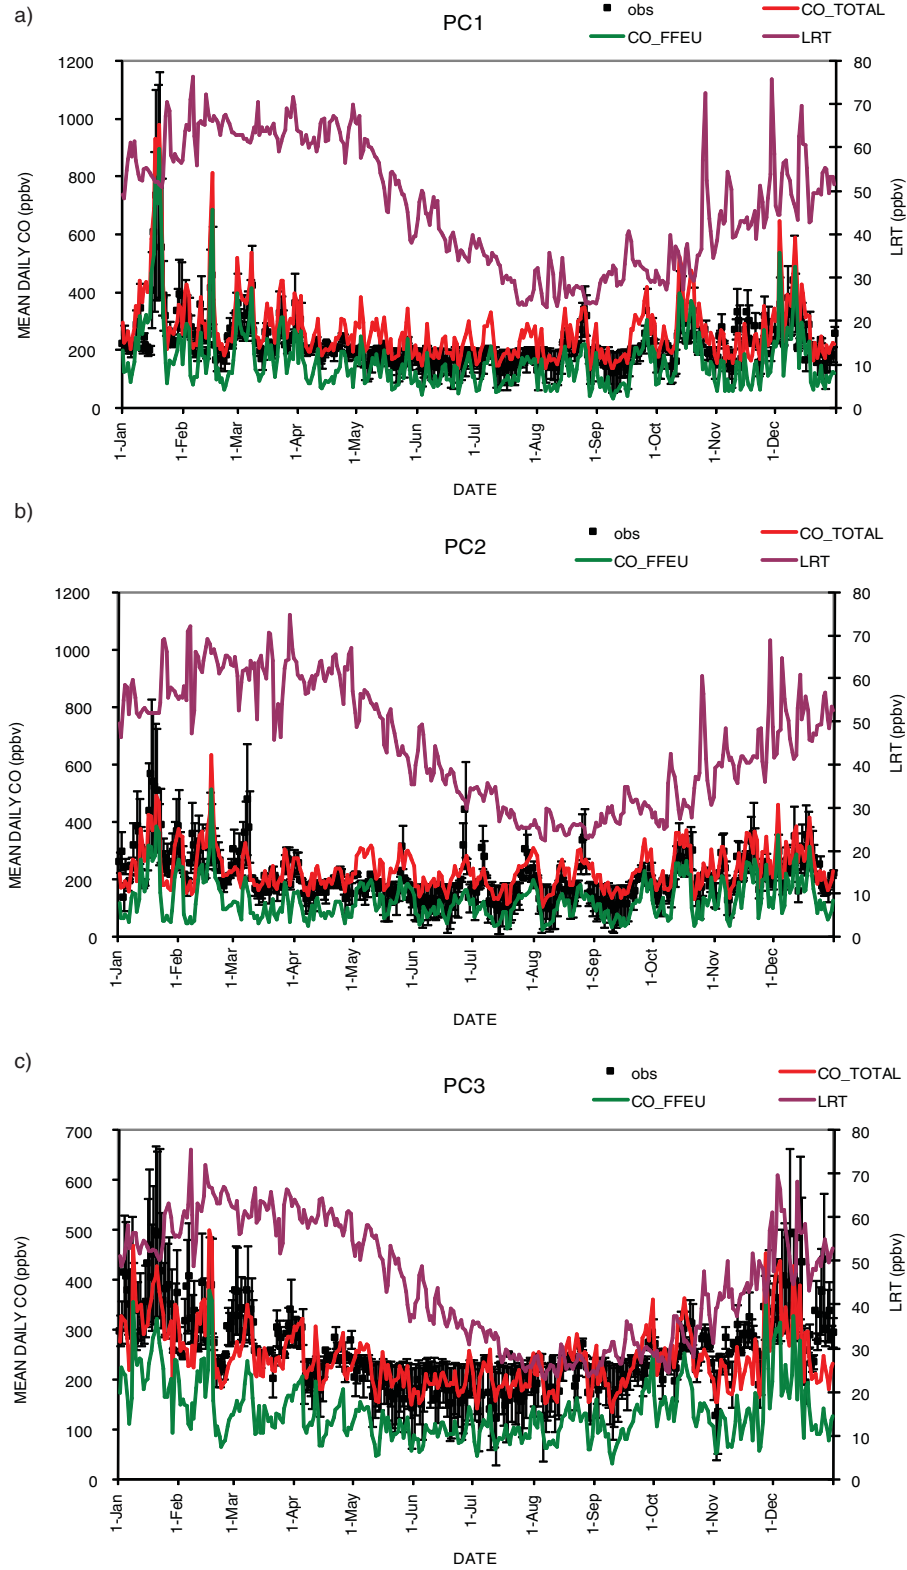 a)
PC1
obs
CO_TOTAL
CO_FFEU
LRT
1200
1000
800
600
400
200
0
MEAN DAILY CO (ppbv)
80
70
60
50
40
30
20
10
0
LRT (ppbv)
1-Jan
1-Feb
1-Mar
1-Apr
1-May
1-Jun
1-Jul
1-Aug
1-Sep
1-Oct
1-Nov
1-Dec
DATE
b)
PC2
obs
CO_TOTAL
CO_FFEU
LRT
1200
1000
800
600
400
200
0
MEAN DAILY CO (ppbv)
80
70
60
50
40
30
20
10
0
LRT (ppbv)
1-Jan
1-Feb
1-Mar
1-Apr
1-May
1-Jun
1-Jul
1-Aug
1-Sep
1-Oct
1-Nov
1-Dec
DATE
c)
PC3
obs
CO_TOTAL
CO_FFEU
LRT
700
600
500
400
300
200
100
0
MEAN DAILY CO (ppbv)
80
70
60
50
40
30
20
10
0
LRT (ppbv)
1-Jan
1-Feb
1-Mar
1-Apr
1-May
1-Jun
1-Jul
1-Aug
1-Sep
1-Oct
1-Nov
1-Dec
DATE